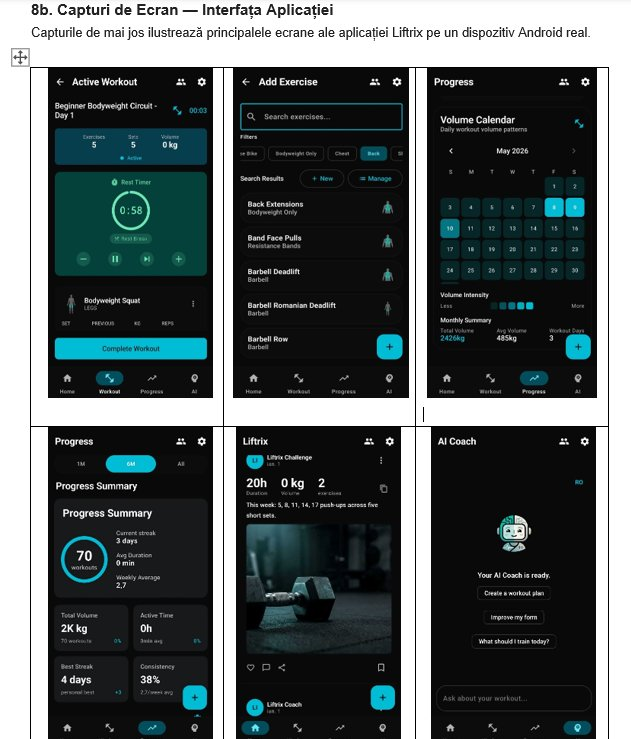 8b. Capturi de Ecran — Interfața Aplicației
Capturile de mai jos ilustrează principalele ecrane ale aplicației Liftrix pe un dispozitiv Android real.
Active Workout
Beginner Bodyweight Circuit - Day 1
00:03
Exercises Sets Volume
5 5 0 kg
Active
Rest Timer
0:58
Bodyweight Squat
LEGS
SET PREVIOUS KG REPS
Complete Workout
Home Workout Progress AI
Add Exercise
Search exercises...
Filters
Bodyweight Only Chest Back
Search Results + New Manage
Back Extensions
Bodyweight Only
Band Face Pulls
Resistance Bands
Barbell Deadlift
Barbell
Barbell Romanian Deadlift
Barbell
Barbell Row
Barbell
Home Workout Progress AI
Progress
Volume Calendar
Daily workout volume patterns
May 2026
S M T W T F S
1 2
3 4 5 6 7 8 9
10 11 12 13 14 15 16
17 18 19 20 21 22 23
24 25 26 27 28 29 30
Volume Intensity
Less More
Monthly Summary
Total Volume Avg Volume Workout Days
2426kg 485kg 3
Home Workout Progress AI
Progress
1M 6M All
Progress Summary
Progress Summary
70
workouts
Current streak
3 days
Avg Duration
0 min
Weekly Average
2,7
Total Volume
2K kg
70 workouts 0%
Active Time
0h
0min avg 0%
Best Streak
4 days
personal best +3
Consistency
38%
2,7/week avg
Liftrix
LI
Liftrix Challenge
ian. 1
20h 0 kg 2
Duration Volume exercises
This week: 5, 8, 11, 14, 17 push-ups across five short sets.
LI
Liftrix Coach
ian. 1
AI Coach
RO
Your AI Coach is ready.
Create a workout plan
Improve my form
What should I train today?
Ask about your workout...